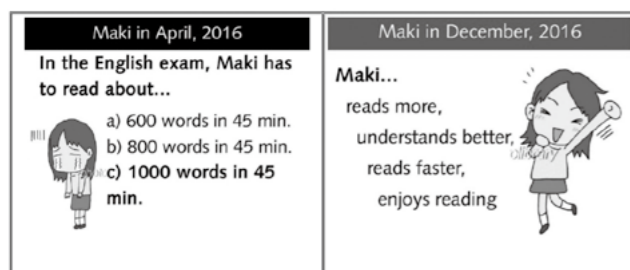 Maki in April, 2016
In the English exam, Maki has
to read about...
a) 600 words in 45 min.
b) 800 words in 45 min.
c) 1000 words in 45
min.
Maki in December, 2016
Maki...
reads more,
understands better,
reads faster,
enjoys reading